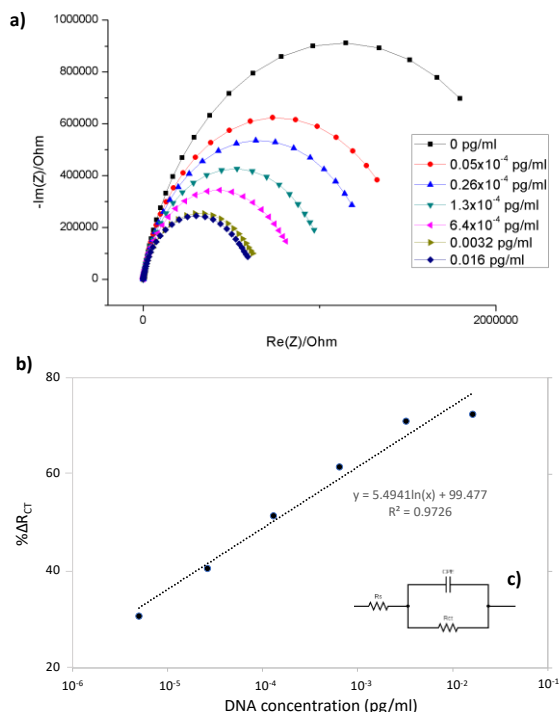 a)
1000000
800000
600000
400000
200000
0
-Im(Z)/Ohm
0 pg/ml
0.05x10⁻⁴ pg/ml
0.26x10⁻⁴ pg/ml
1.3x10⁻⁴ pg/ml
6.4x10⁻⁴ pg/ml
0.0032 pg/ml
0.016 pg/ml
0
2000000
Re(Z)/Ohm
b)
80
60
40
20
%ΔR_CT
y = 5.4941ln(x) + 99.477
R² = 0.9726
c)
CPE
Rs
Rct
10⁻⁶
10⁻⁵
10⁻⁴
10⁻³
10⁻²
10⁻¹
DNA concentration (pg/ml)